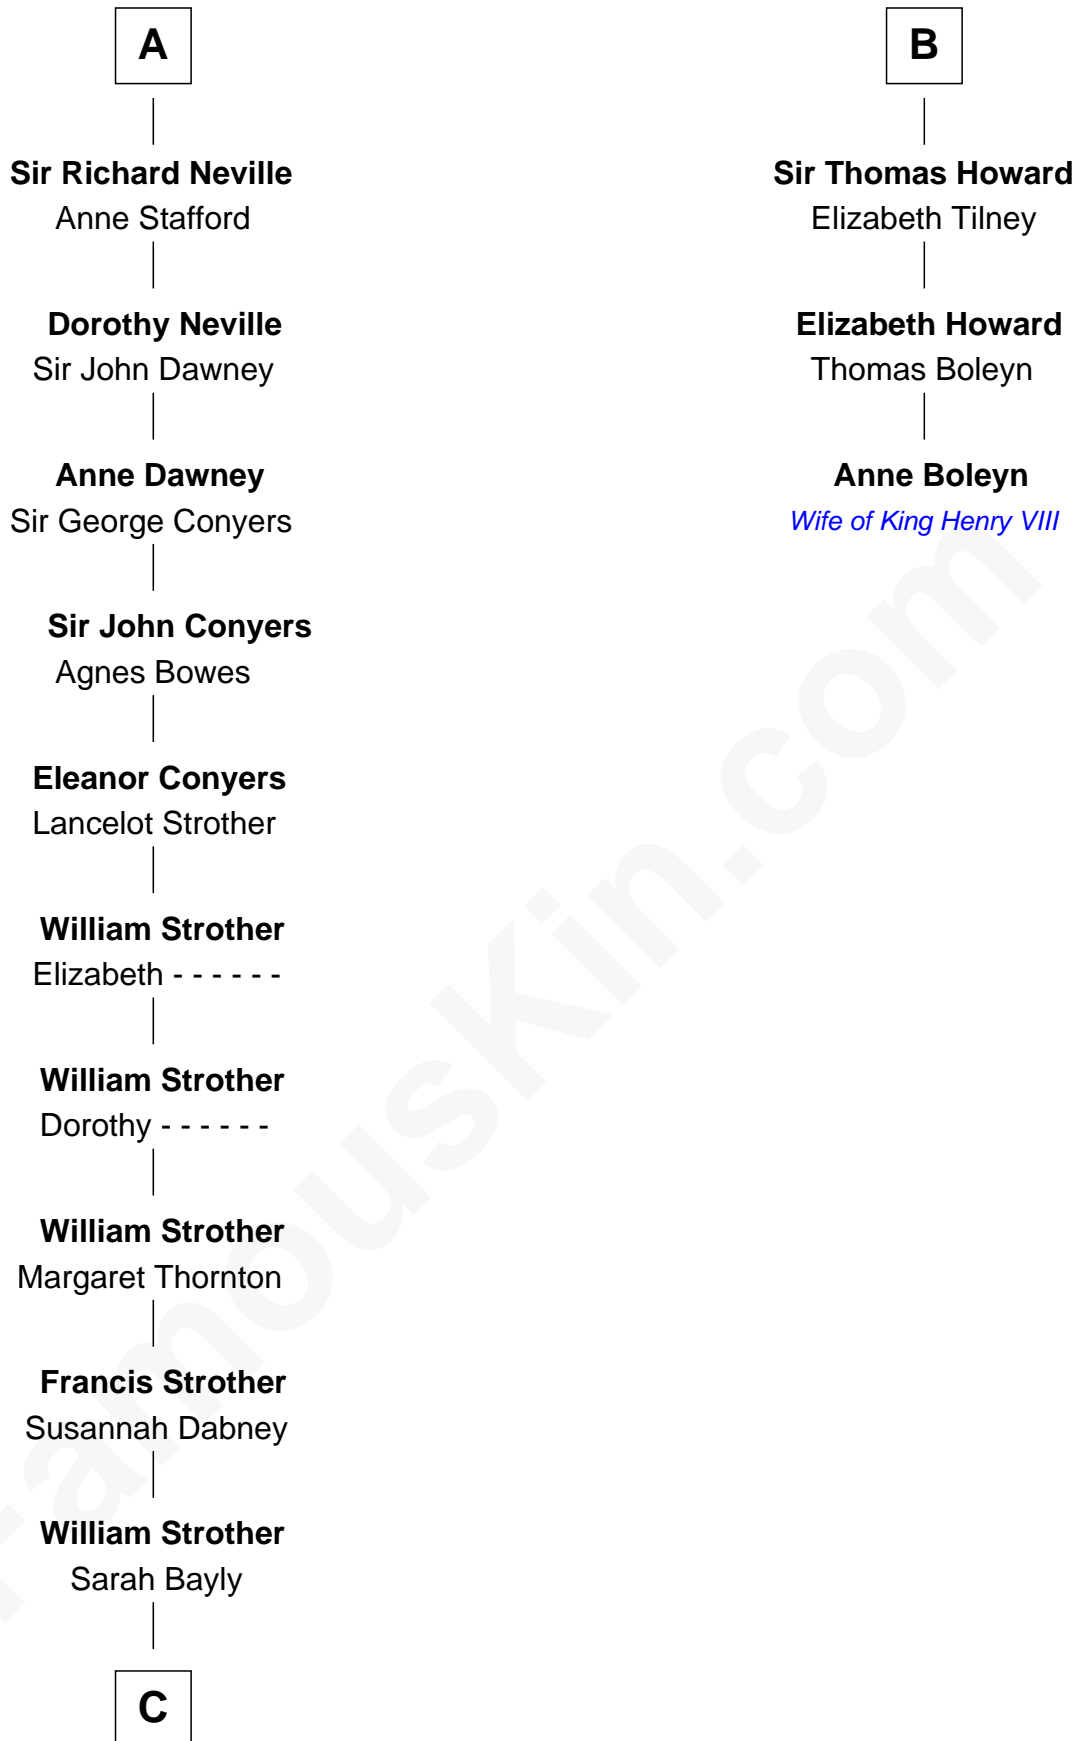 A
Sir Richard Neville
Anne Stafford
Dorothy Neville
Sir John Dawney
Anne Dawney
Sir George Conyers
Sir John Conyers
Agnes Bowes
Eleanor Conyers
Lancelot Strother
William Strother
Elizabeth - - - - - -
William Strother
Dorothy - - - - - -
William Strother
Margaret Thornton
Francis Strother
Susannah Dabney
William Strother
Sarah Bayly
C
B
Sir Thomas Howard
Elizabeth Tilney
Elizabeth Howard
Thomas Boleyn
Anne Boleyn
Wife of King Henry VIII
FamousKin.com